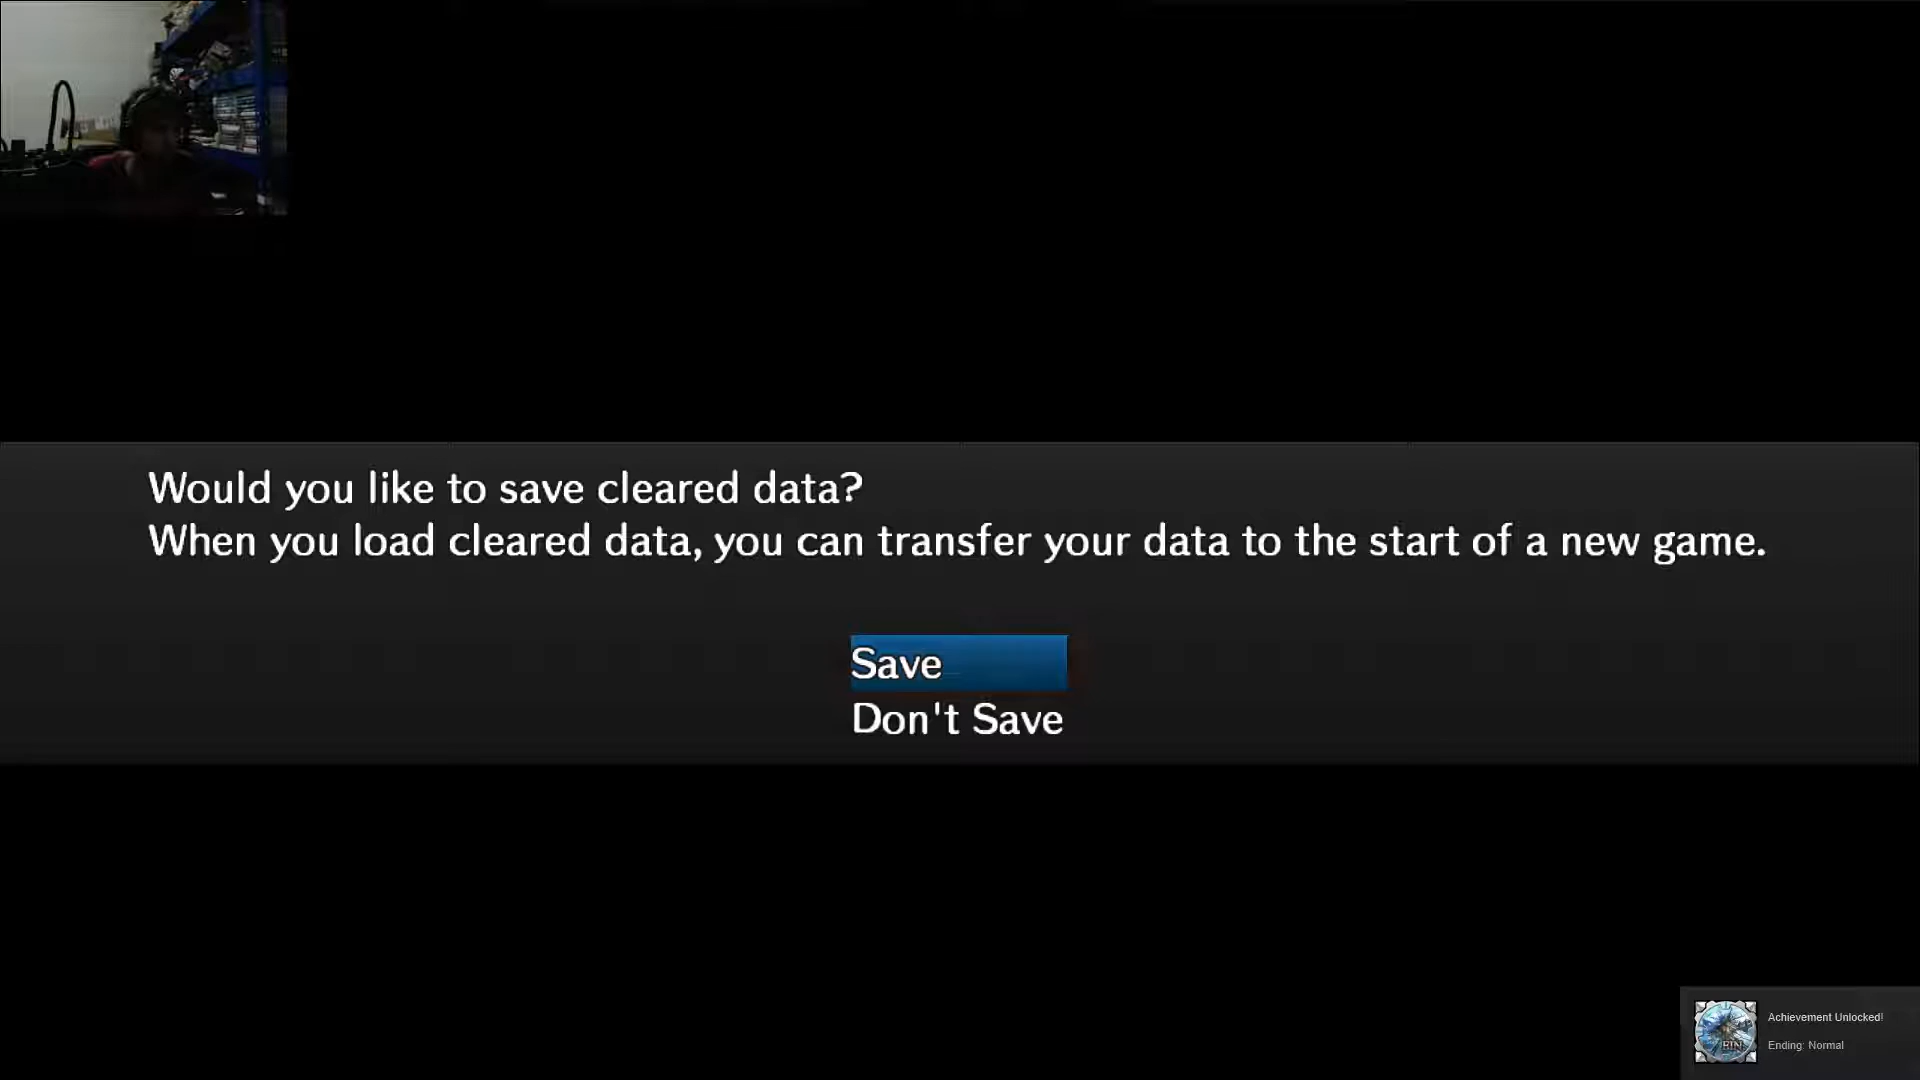 Would you like to save cleared data?
When you load cleared data, you can transfer your data to the start of a new game.
Save
Don't Save
Achievement Unlocked!
Ending: Normal